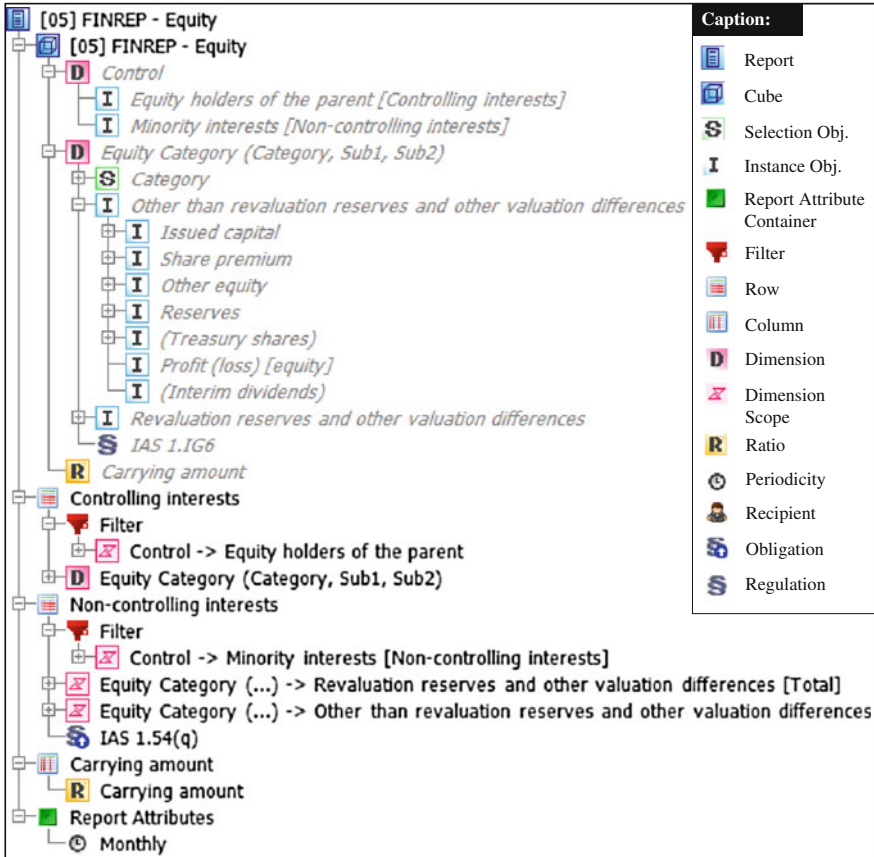 [05] FINREP - Equity
[05] FINREP - Equity
D Control
I Equity holders of the parent [Controlling interests]
I Minority interests [Non-controlling interests]
D Equity Category (Category, Sub1, Sub2)
S Category
I Other than revaluation reserves and other valuation differences
I Issued capital
I Share premium
I Other equity
I Reserves
I (Treasury shares)
I Profit (loss) [equity]
I (Interim dividends)
I Revaluation reserves and other valuation differences
§ IAS 1.IG6
R Carrying amount
Controlling interests
Filter
Control -> Equity holders of the parent
D Equity Category (Category, Sub1, Sub2)
Non-controlling interests
Filter
Control -> Minority interests [Non-controlling interests]
Equity Category (...) -> Revaluation reserves and other valuation differences [Total]
Equity Category (...) -> Other than revaluation reserves and other valuation differences
§ IAS 1.54(q)
Carrying amount
R Carrying amount
Report Attributes
Monthly
Caption:
Report
Cube
S Selection Obj.
I Instance Obj.
Report Attribute
Container
Filter
Row
Column
D Dimension
Dimension
Scope
R Ratio
Periodicity
Recipient
§ Obligation
§ Regulation